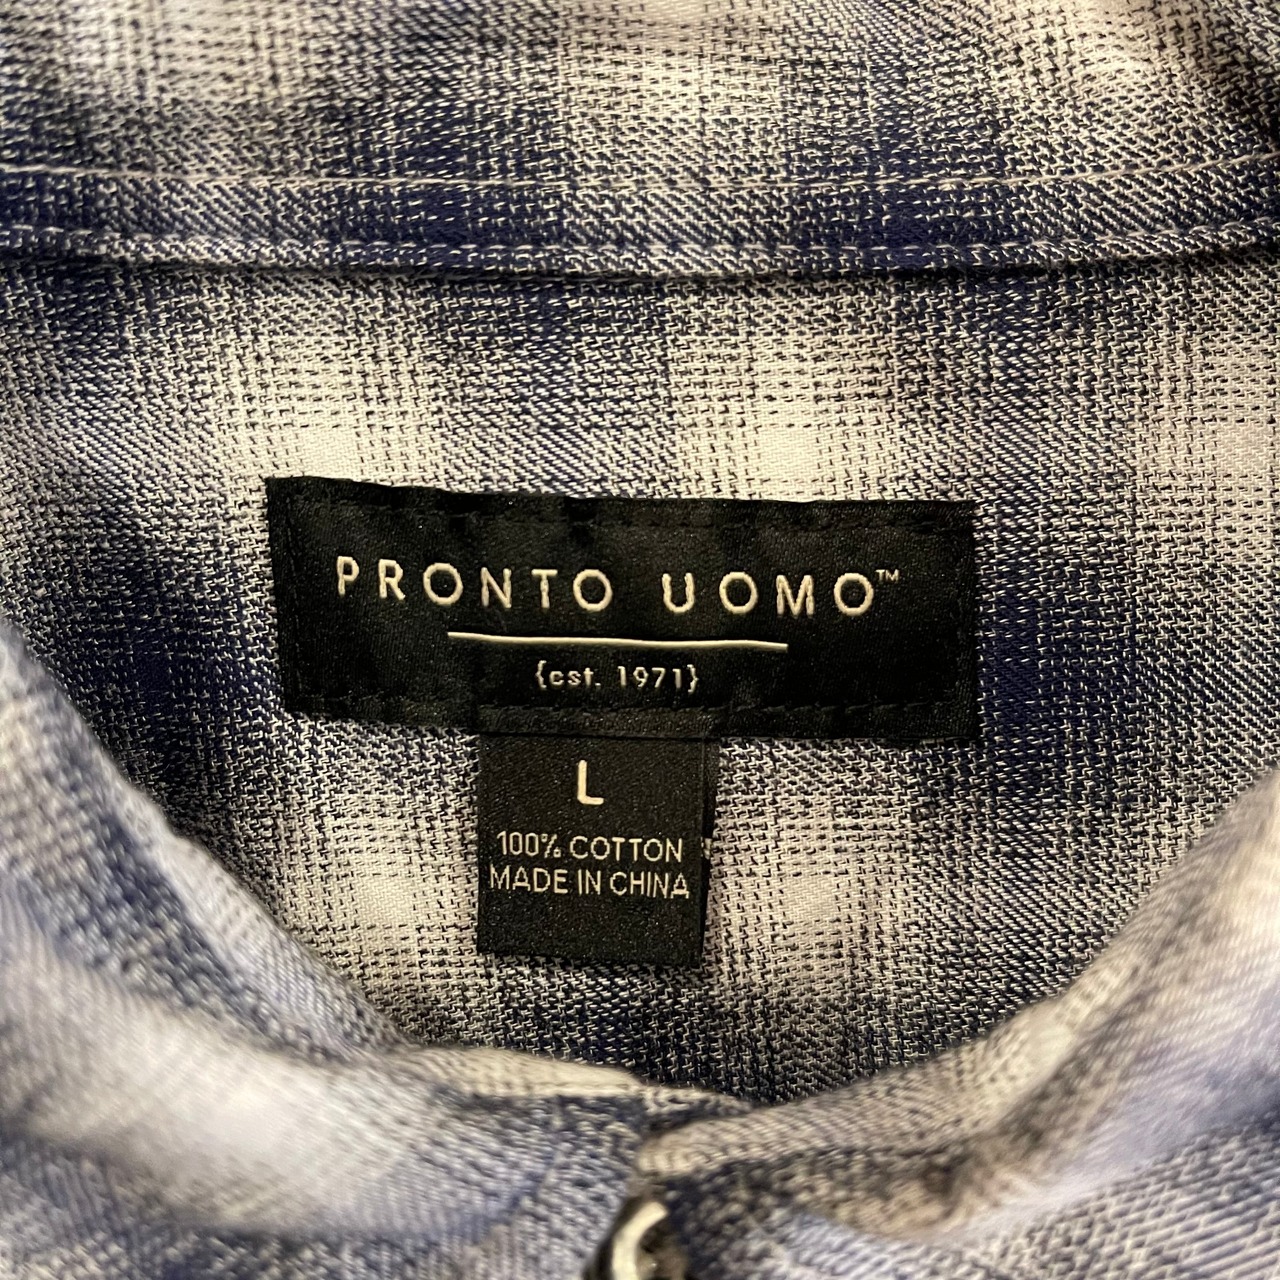 PRONTO UOMO™
{est. 1971}
L
100% COTTON
MADE IN CHINA